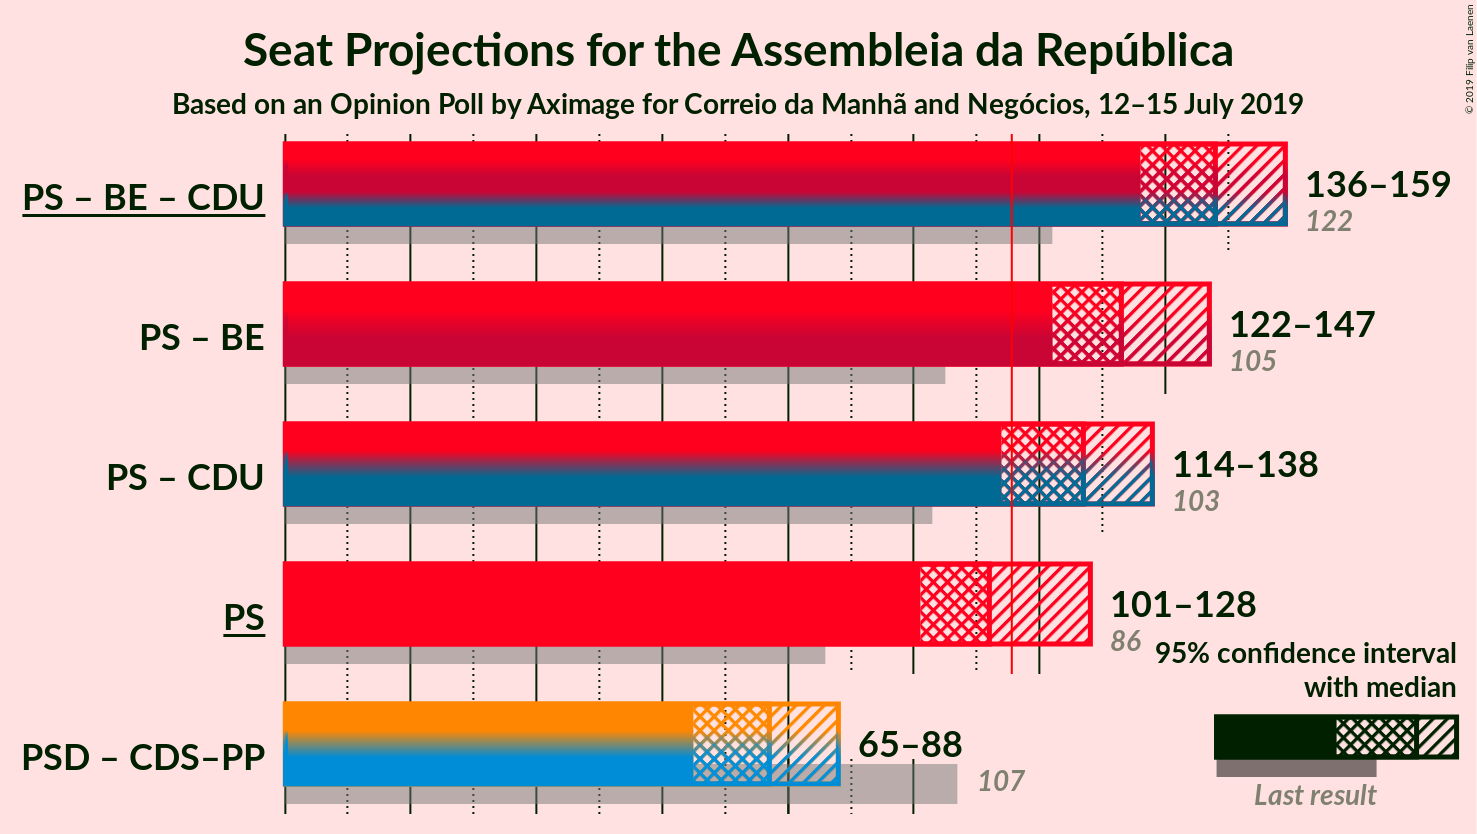 Seat Projections for the Assembleia da República
Based on an Opinion Poll by Aximage for Correio da Manhã and Negócios, 12–15 July 2019
© 2019 Filip van Laenen
PS – BE – CDU
136–159
122
PS – BE
122–147
105
PS – CDU
114–138
103
PS
101–128
86
PSD – CDS–PP
65–88
107
95% confidence interval
with median
Last result